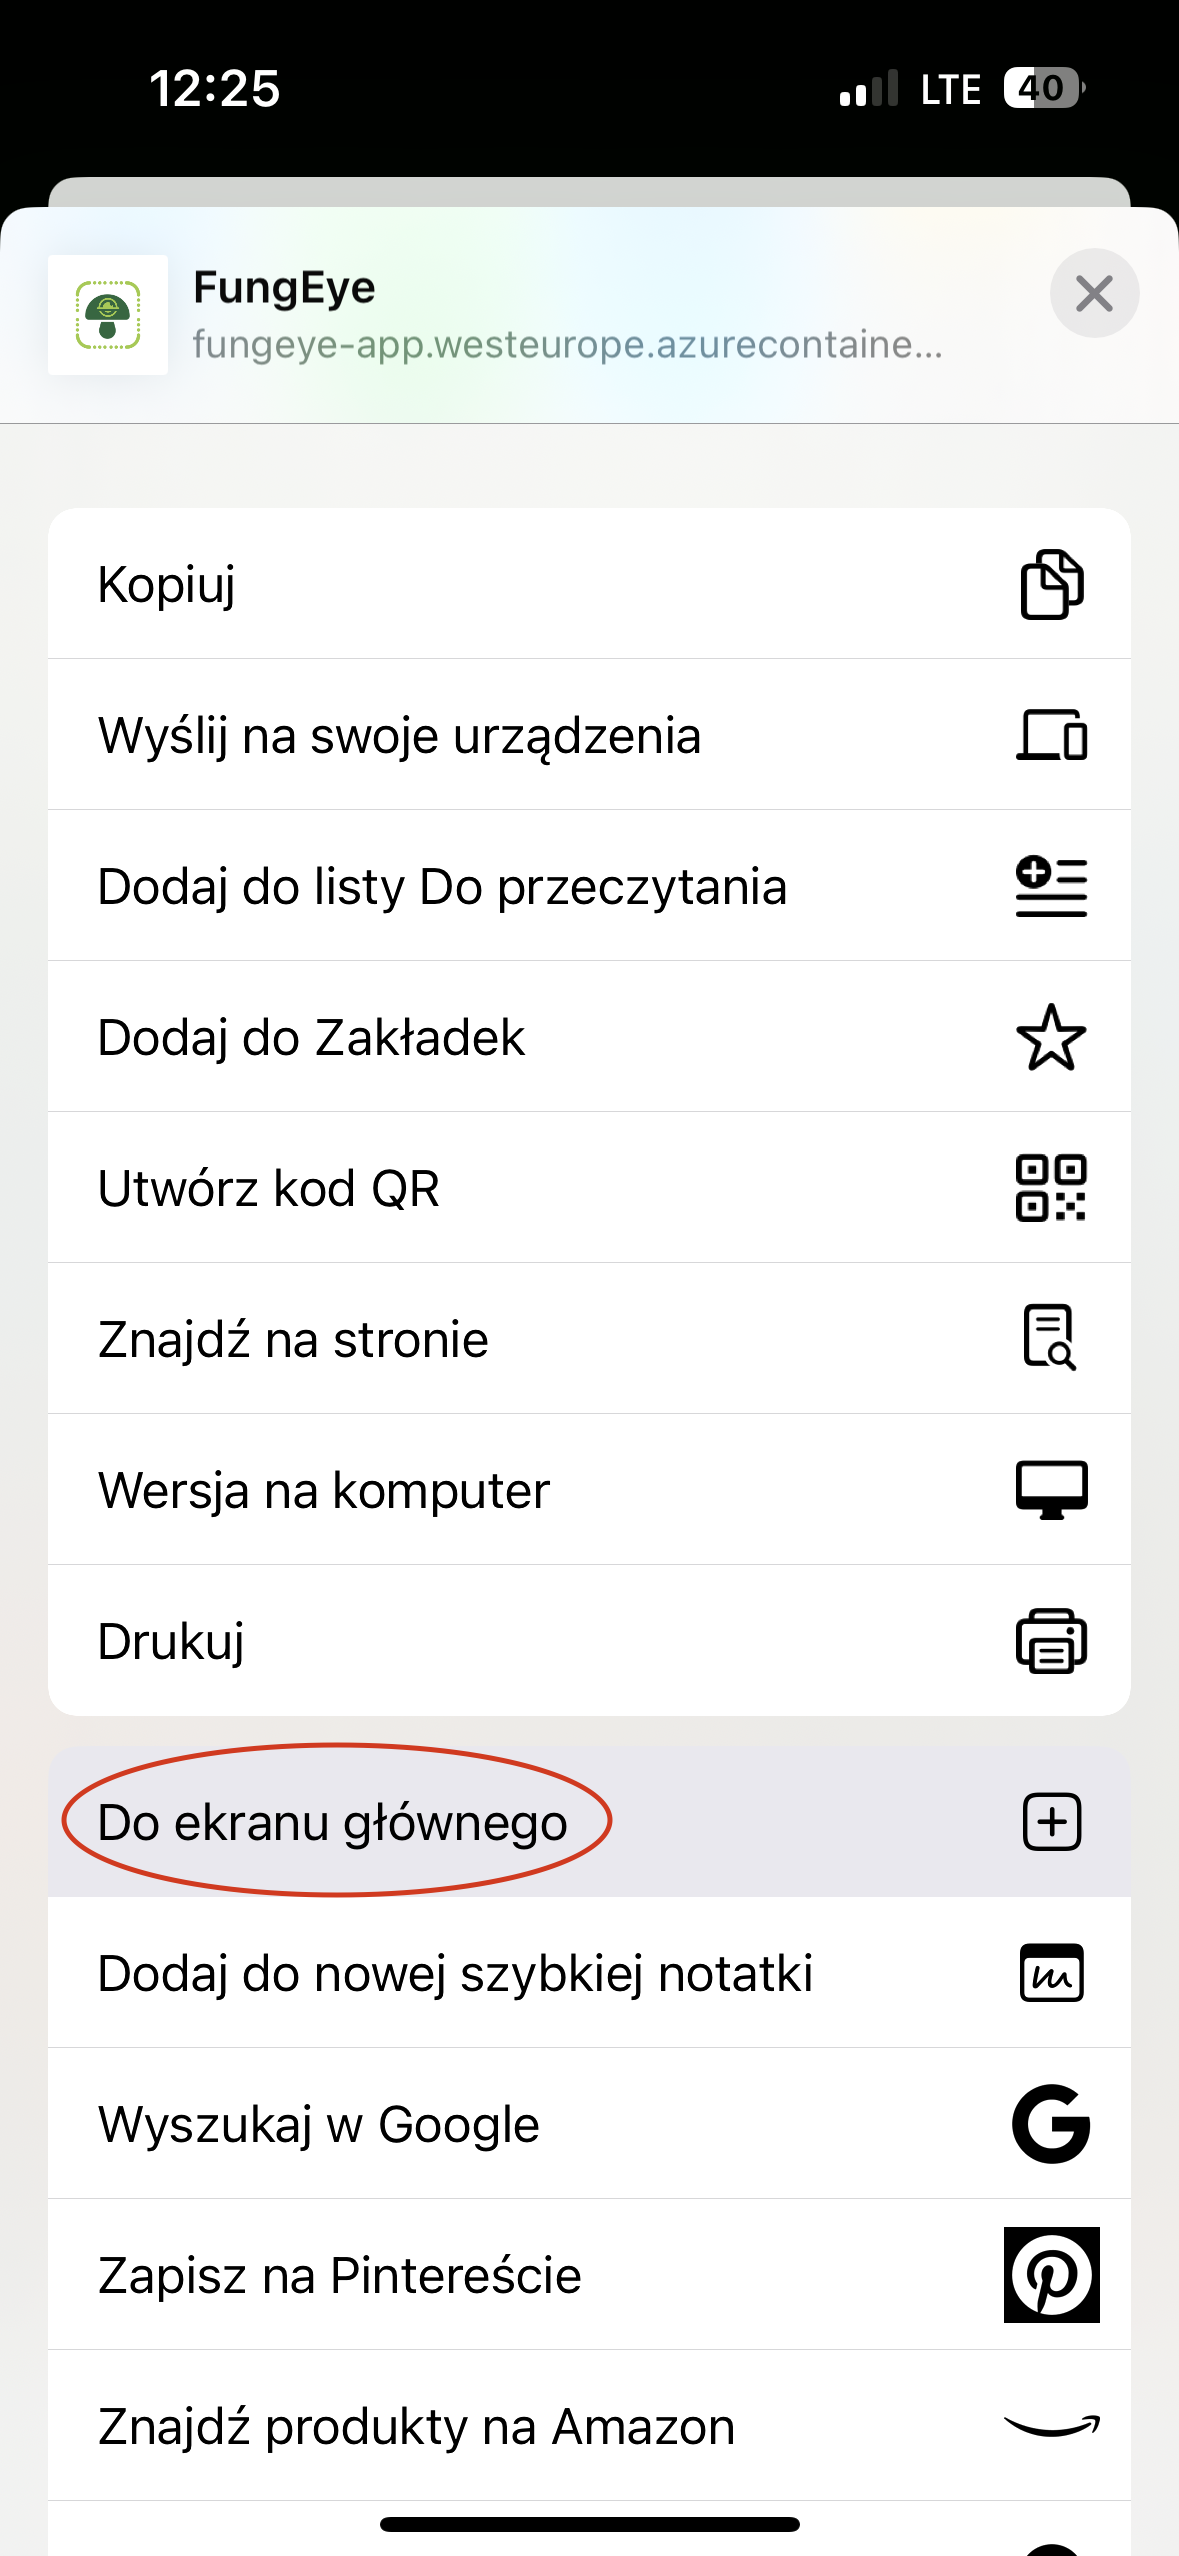 12:25
LTE
40
FungEye
fungeye-app.westeurope.azurecontaine...
Kopiuj
Wyślij na swoje urządzenia
Dodaj do listy Do przeczytania
Dodaj do Zakładek
Utwórz kod QR
Znajdź na stronie
Wersja na komputer
Drukuj
Do ekranu głównego
Dodaj do nowej szybkiej notatki
Wyszukaj w Google
Zapisz na Pintereście
Znajdź produkty na Amazon